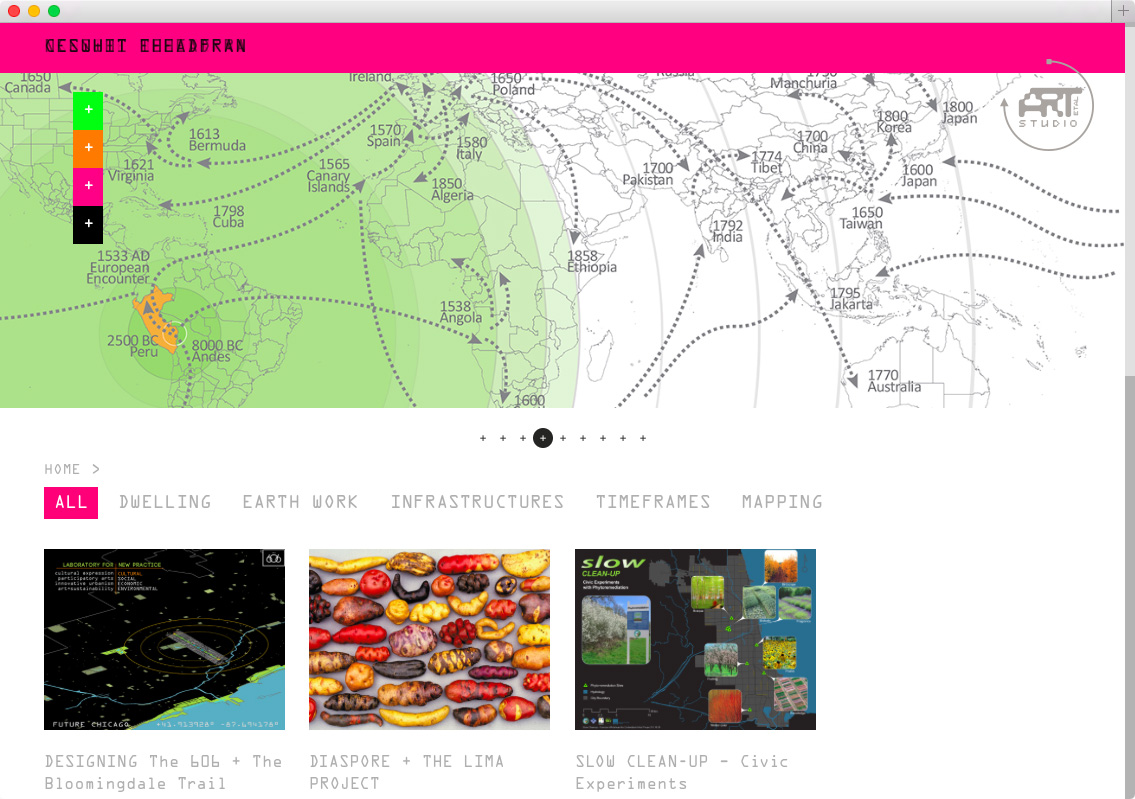 1650
Canada
Ireland
1650
Poland
Russia
1750
Manchuria
1800
Korea
1800
Japan
ART
ETAL
STUDIO
1613
Bermuda
1570
Spain
1580
Italy
1700
China
1621
Virginia
1565
Canary
Islands
1850
Algeria
1700
Pakistan
1774
Tibet
1600
Japan
1798
Cuba
1792
India
1650
Taiwan
1533 AD
European
Encounter
1858
Ethiopia
1538
Angola
1795
Jakarta
2500 BC
Peru
8000 BC
Andes
1770
Australia
1600
HOME >
ALL DWELLING EARTH WORK INFRASTRUCTURES TIMEFRAMES MAPPING
606
LABORATORY FOR NEW PRACTICE
cultural expression CULTURAL
participatory arts SOCIAL
innovative urbanism ECONOMIC
art+sustainability ENVIRONMENTAL
FUTURE CHICAGO +41.913928° -87.694176°
slow
CLEAN-UP
Civic Experiments
with Phytoremediation
DESIGNING The 606 + The
Bloomingdale Trail
DIASPORE + THE LIMA
PROJECT
SLOW CLEAN-UP – Civic
Experiments